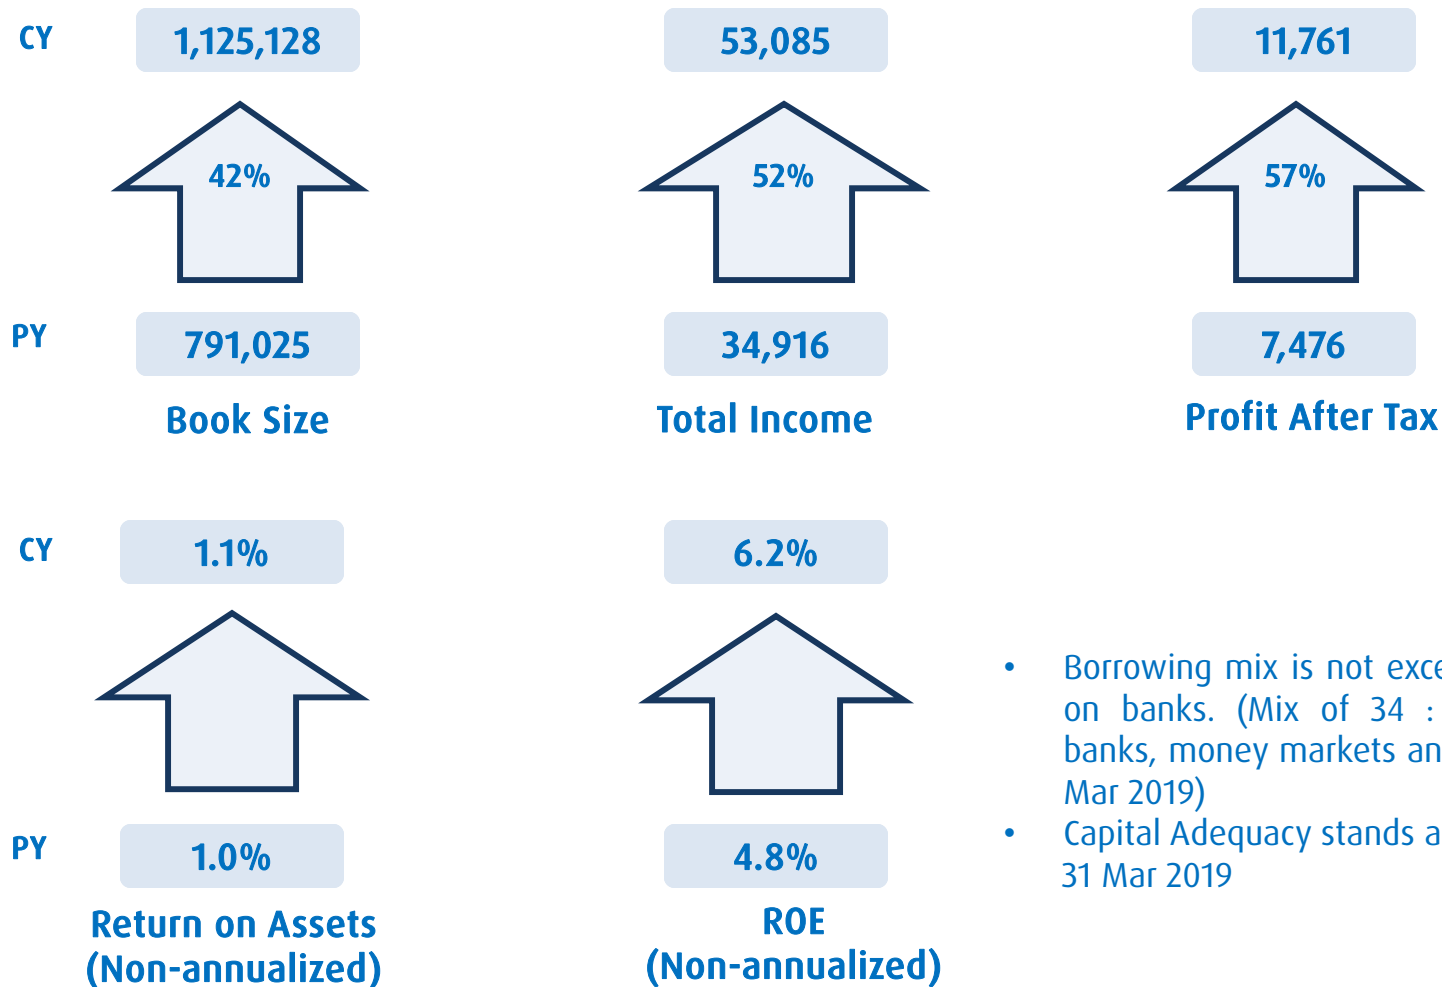 CY 1,125,128 53,085 11,761
42% 52% 57%
PY 791,025 34,916 7,476
Book Size Total Income Profit After Tax
CY 1.1% 6.2%
PY 1.0% 4.8%
Return on Assets
(Non-annualized)
ROE
(Non-annualized)
• Borrowing mix is not
on banks. (Mix of 34 :
banks, money markets
Mar 2019)
• Capital Adequacy stands
31 Mar 2019